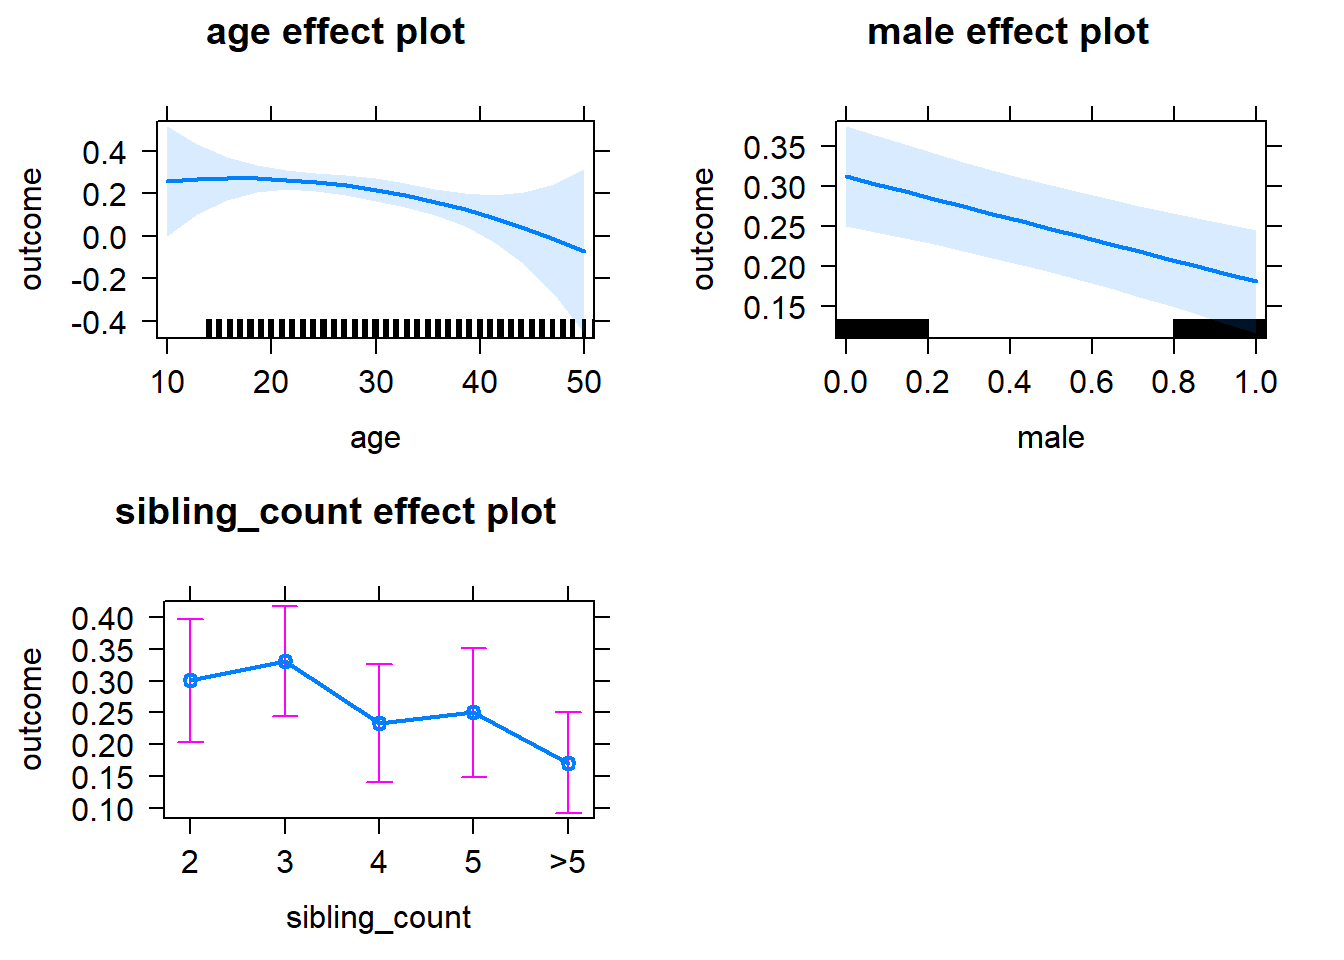 age effect plot
outcome
0.4
0.2
0.0
-0.2
-0.4
10 20 30 40 50
age
male effect plot
outcome
0.35
0.30
0.25
0.20
0.15
0.0 0.2 0.4 0.6 0.8 1.0
male
sibling_count effect plot
outcome
0.40
0.35
0.30
0.25
0.20
0.15
0.10
2 3 4 5 >5
sibling_count